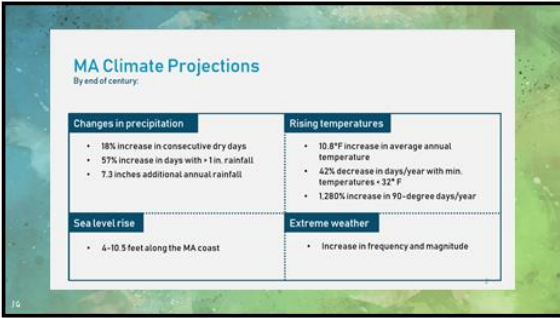 MA Climate Projections
By end of century:
Changes in precipitation
• 18% increase in consecutive dry days
• 57% increase in days with > 1 in. rainfall
• 7.3 inches additional annual rainfall
Rising temperatures
• 10.8°F increase in average annual
temperature
• 42% decrease in days/year with min.
temperatures < 32° F
• 1,280% increase in 90-degree days/year
Sea level rise
• 4-10.5 feet along the MA coast
Extreme weather
• Increase in frequency and magnitude